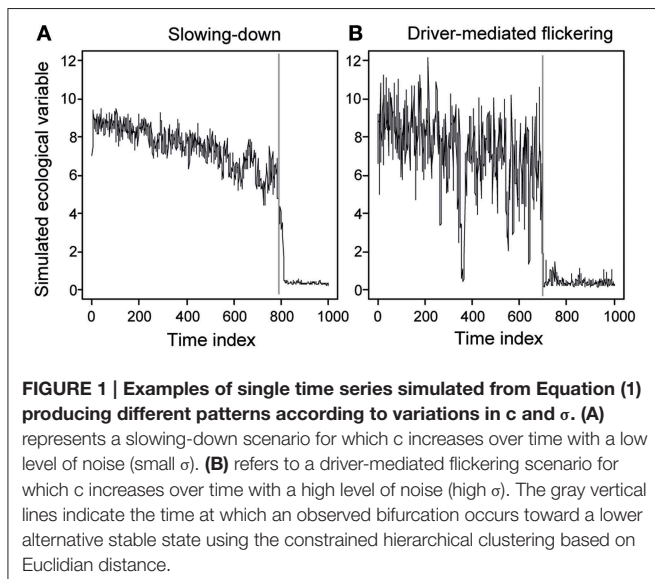 A
Slowing-down
B
Driver-mediated flickering
Simulated ecological variable
12
10
8
6
4
2
0
0 200 400 600 800 1000
Time index
12
10
8
6
4
2
0
0 200 400 600 800 1000
Time index
FIGURE 1 | Examples of single time series simulated from Equation (1)
producing different patterns according to variations in c and σ. (A)
represents a slowing-down scenario for which c increases over time with a low
level of noise (small σ). (B) refers to a driver-mediated flickering scenario for
which c increases over time with a high level of noise (high σ). The gray vertical
lines indicate the time at which an observed bifurcation occurs toward a lower
alternative stable state using the constrained hierarchical clustering based on
Euclidian distance.